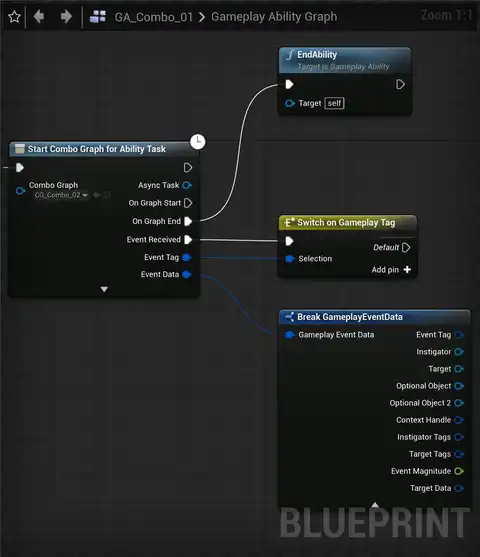 GA_Combo_01 > Gameplay Ability Graph
Zoom 1:1
EndAbility
Target is Gameplay Ability
Target self
Start Combo Graph for Ability Task
Combo Graph
CG_Combo_02
Async Task
On Graph Start
On Graph End
Event Received
Event Tag
Event Data
Switch on Gameplay Tag
Default
Selection
Add pin
Break GameplayEventData
Gameplay Event Data
Event Tag
Instigator
Target
Optional Object
Optional Object 2
Context Handle
Instigator Tags
Target Tags
Event Magnitude
Target Data
BLUEPRINT